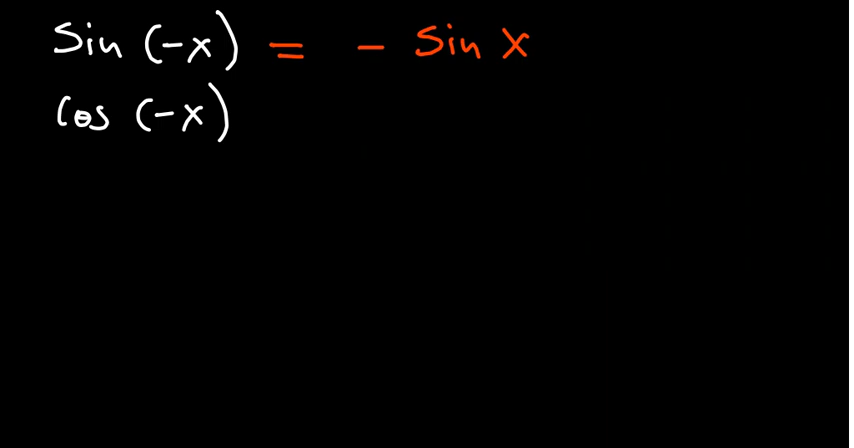 Sin (-x) = - Sin X
Cos (-x)